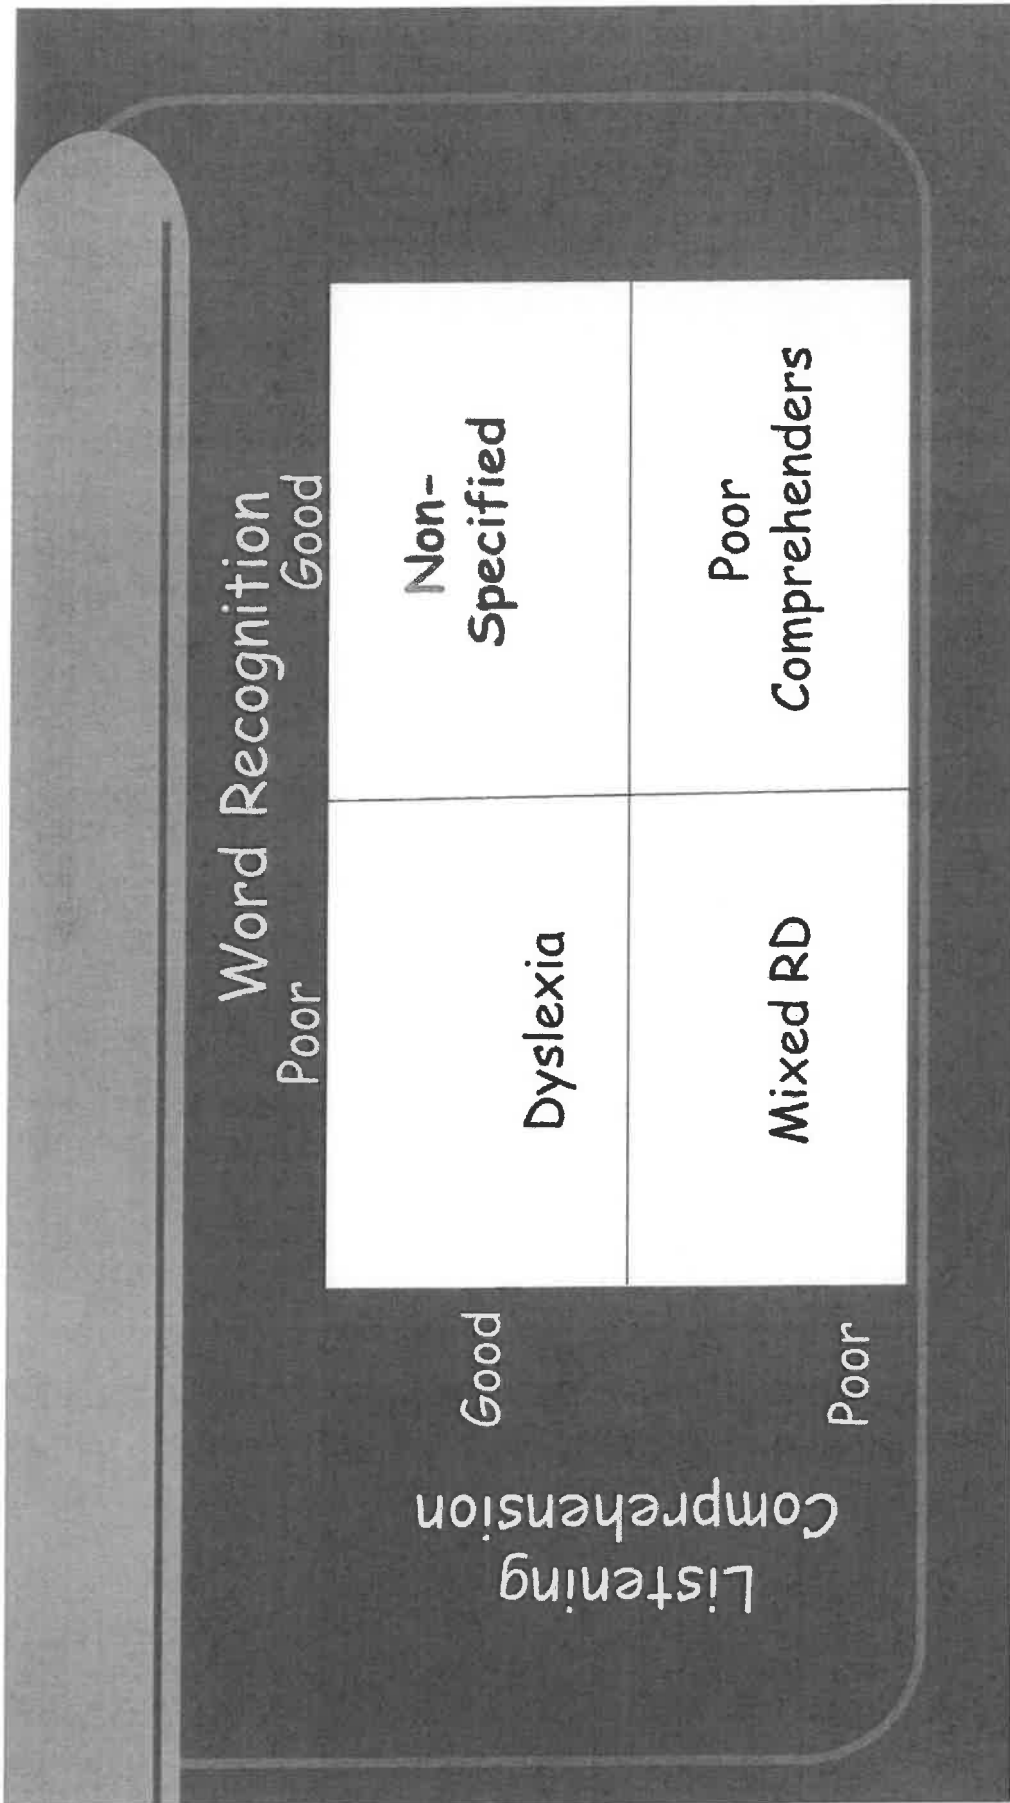 Word Recognition
Poor
Good
Listening
Comprehension
Good
Dyslexia
Non-
Specified
Poor
Mixed RD
Poor
Comprehenders